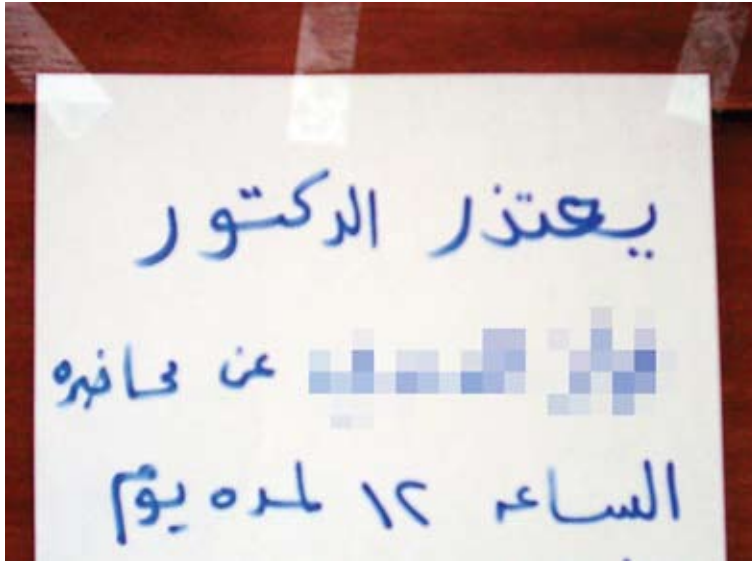 يعتذر الدكتور
عن محاضره
الساعه ١٢ لمده يوم